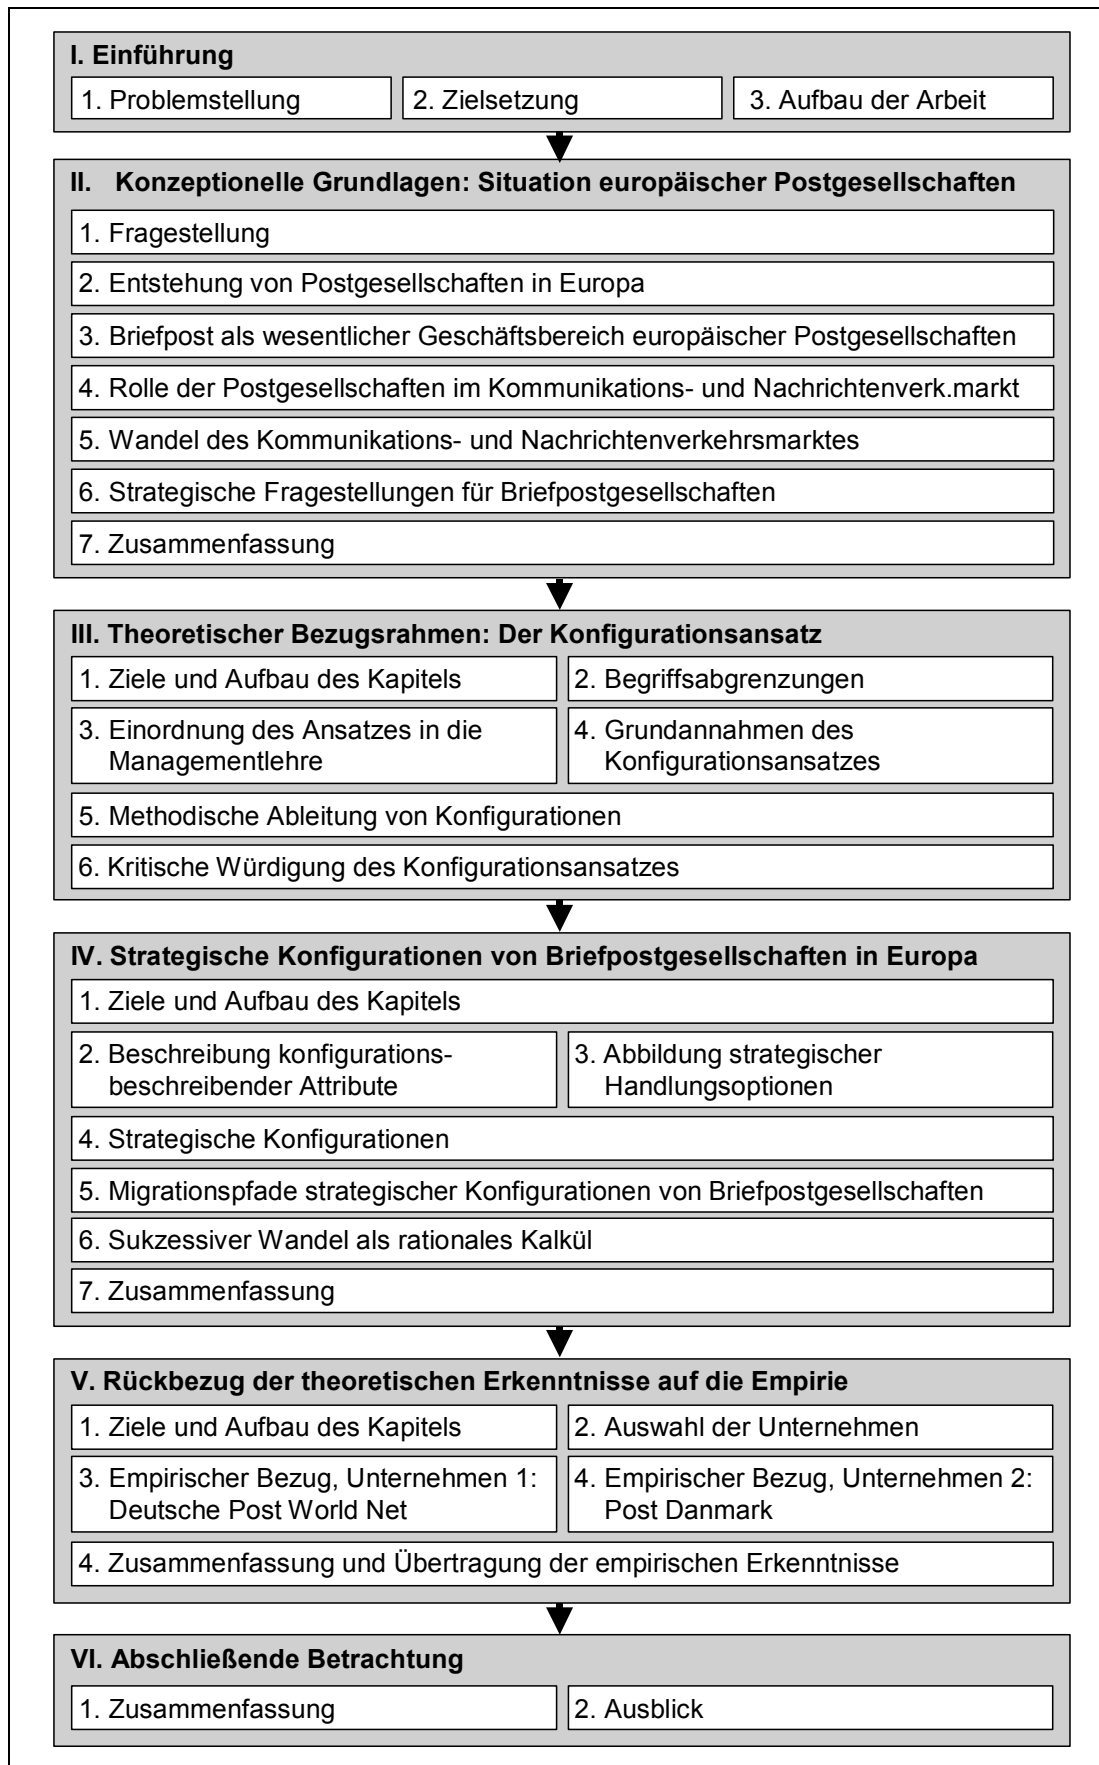 I. Einführung
1. Problemstellung
2. Zielsetzung
3. Aufbau der Arbeit
II. Konzeptionelle Grundlagen: Situation europäischer Postgesellschaften
1. Fragestellung
2. Entstehung von Postgesellschaften in Europa
3. Briefpost als wesentlicher Geschäftsbereich europäischer Postgesellschaften
4. Rolle der Postgesellschaften im Kommunikations- und Nachrichtenverk.markt
5. Wandel des Kommunikations- und Nachrichtenverkehrsmarktes
6. Strategische Fragestellungen für Briefpostgesellschaften
7. Zusammenfassung
III. Theoretischer Bezugsrahmen: Der Konfigurationsansatz
1. Ziele und Aufbau des Kapitels
2. Begriffsabgrenzungen
3. Einordnung des Ansatzes in die
Managementlehre
4. Grundannahmen des
Konfigurationsansatzes
5. Methodische Ableitung von Konfigurationen
6. Kritische Würdigung des Konfigurationsansatzes
IV. Strategische Konfigurationen von Briefpostgesellschaften in Europa
1. Ziele und Aufbau des Kapitels
2. Beschreibung konfigurations-
beschreibender Attribute
3. Abbildung strategischer
Handlungsoptionen
4. Strategische Konfigurationen
5. Migrationspfade strategischer Konfigurationen von Briefpostgesellschaften
6. Sukzessiver Wandel als rationales Kalkül
7. Zusammenfassung
V. Rückbezug der theoretischen Erkenntnisse auf die Empirie
1. Ziele und Aufbau des Kapitels
2. Auswahl der Unternehmen
3. Empirischer Bezug, Unternehmen 1:
Deutsche Post World Net
4. Empirischer Bezug, Unternehmen 2:
Post Danmark
4. Zusammenfassung und Übertragung der empirischen Erkenntnisse
VI. Abschließende Betrachtung
1. Zusammenfassung
2. Ausblick